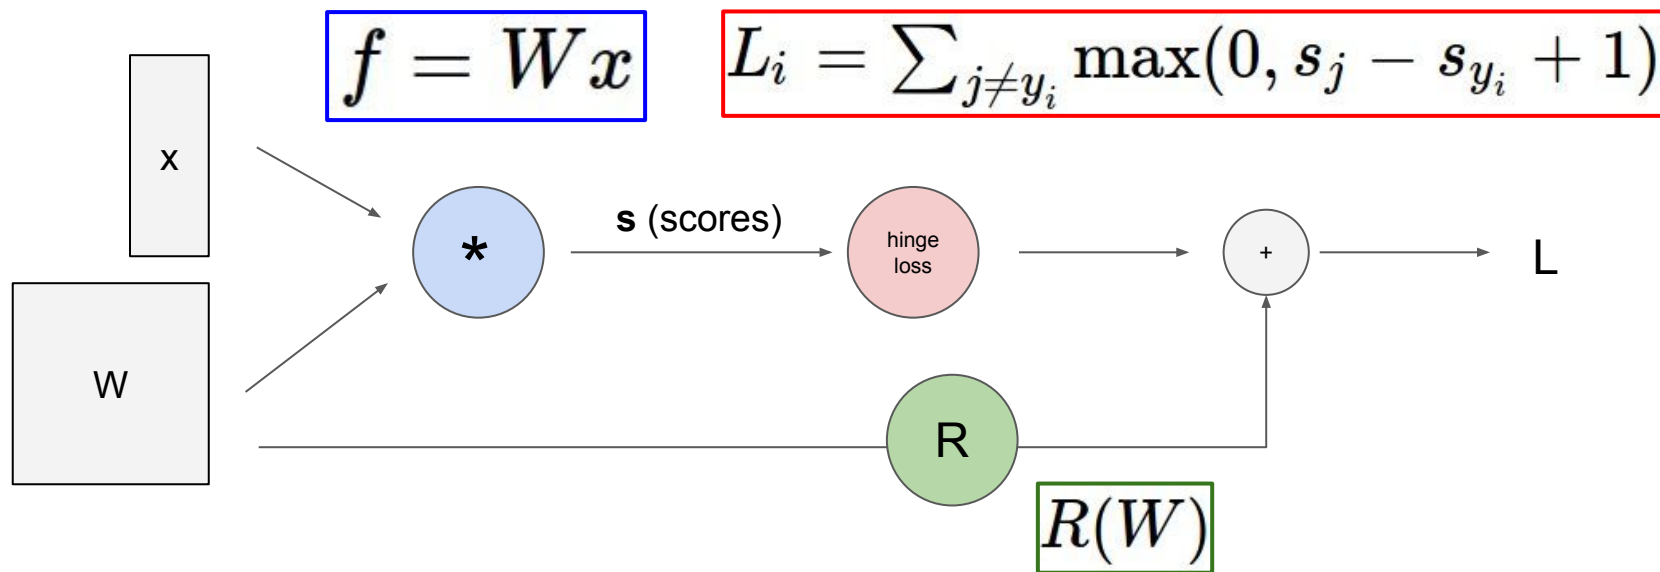 f = Wx
L_i = ∑_{j≠y_i} max(0, s_j − s_{y_i} + 1)
x
s (scores)
*
hinge
loss
+
L
W
R
R(W)